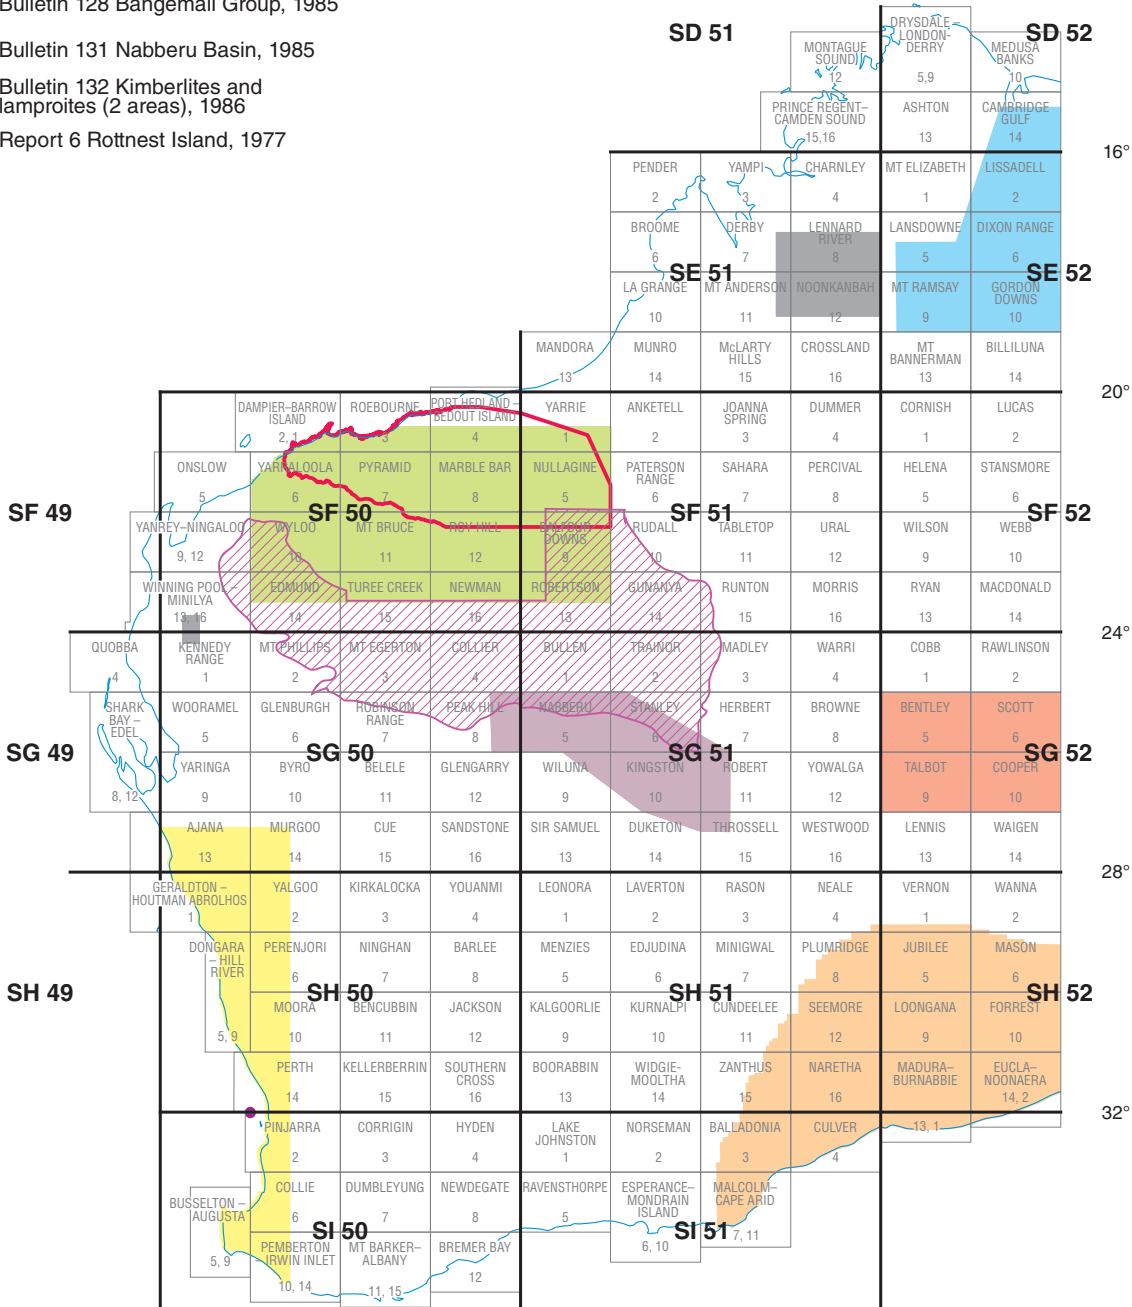 Bulletin 128 Bangemall Group, 1985
Bulletin 131 Nabberu Basin, 1985
Bulletin 132 Kimberlites and
lamproites (2 areas), 1986
Report 6 Rottnest Island, 1977
SD 51
SD 52
DRYSDALE –
LONDON-
DERRY
5,9
MONTAGUE
SOUND
12
MEDUSA
BANKS
10
PRINCE REGENT–
CAMDEN SOUND
15,16
ASHTON
13
CAMBRIDGE
GULF
14
16°
PENDER
2
YAMPI
3
CHARNLEY
4
MT ELIZABETH
1
LISSADELL
2
BROOME
6
DERBY
7
LENNARD
RIVER
8
LANSDOWNE
5
DIXON RANGE
6
SE 51
SE 52
LA GRANGE
10
MT ANDERSON
11
NOONKANBAH
12
MT RAMSAY
9
GORDON
DOWNS
10
MANDORA
13
MUNRO
14
McLARTY
HILLS
15
CROSSLAND
16
MT
BANNERMAN
13
BILLILUNA
14
20°
DAMPIER–BARROW
ISLAND
2,1
ROEBOURNE
3
PORT HEDLAND –
BEDOUT ISLAND
4
YARRIE
1
ANKETELL
2
JOANNA
SPRING
3
DUMMER
4
CORNISH
1
LUCAS
2
ONSLOW
5
YARRALOOLA
6
PYRAMID
7
MARBLE BAR
8
NULLAGINE
5
PATERSON
RANGE
6
SAHARA
7
PERCIVAL
8
HELENA
5
STANSMORE
6
SF 49
SF 50
SF 51
SF 52
YANREY–NINGALOO
9, 12
WYLOO
10
MT BRUCE
11
ROY HILL
12
BALFOUR
DOWNS
9
RUDALL
10
TABLETOP
11
URAL
12
WILSON
9
WEBB
10
WINNING POOL –
MINILYA
13, 16
EDMUND
14
TUREE CREEK
15
NEWMAN
16
ROBERTSON
13
GUNANYA
14
RUNTON
15
MORRIS
16
RYAN
13
MACDONALD
14
24°
QUOBBA
4
KENNEDY
RANGE
1
MT PHILLIPS
2
MT EGERTON
3
COLLIER
4
BULLEN
1
TRAINOR
2
MADLEY
3
WARRI
4
COBB
1
RAWLINSON
2
SHARK
BAY –
EDEL
8, 12
WOORAMEL
5
GLENBURGH
6
ROBINSON
RANGE
7
PEAK HILL
8
NABBERU
5
STANLEY
6
HERBERT
7
BROWNE
8
BENTLEY
5
SCOTT
6
SG 49
SG 50
SG 51
SG 52
YARINGA
9
BYRO
10
BELELE
11
GLENGARRY
12
WILUNA
9
KINGSTON
10
ROBERT
11
YOWALGA
12
TALBOT
9
COOPER
10
AJANA
13
MURGOO
14
CUE
15
SANDSTONE
16
SIR SAMUEL
13
DUKETON
14
THROSSELL
15
WESTWOOD
16
LENNIS
13
WAIGEN
14
28°
GERALDTON –
HOUTMAN ABROLHOS
1
YALGOO
2
KIRKALOCKA
3
YOUANMI
4
LEONORA
1
LAVERTON
2
RASON
3
NEALE
4
VERNON
1
WANNA
2
DONGARA
– HILL
RIVER
5, 9
PERENJORI
6
NINGHAN
7
BARLEE
8
MENZIES
5
EDJUDINA
6
MINIGWAL
7
PLUMRIDGE
8
JUBILEE
5
MASON
6
SH 49
SH 50
SH 51
SH 52
MOORA
10
BENCUBBIN
11
JACKSON
12
KALGOORLIE
9
KURNALPI
10
CUNDEELEE
11
SEEMORE
12
LOONGANA
9
FORREST
10
PERTH
14
KELLERBERRIN
15
SOUTHERN
CROSS
16
BOORABBIN
13
WIDGIE-
MOOLTHA
14
ZANTHUS
15
NARETHA
16
MADURA–
BURNABBIE
13, 1
EUCLA–
NOONAERA
14, 2
32°
PINJARRA
2
CORRIGIN
3
HYDEN
4
LAKE
JOHNSTON
1
NORSEMAN
2
BALLADONIA
3
CULVER
4
BUSSELTON –
AUGUSTA
5, 9
COLLIE
6
DUMBLEYUNG
7
NEWDEGATE
8
RAVENSTHORPE
5
ESPERANCE–
MONDRAIN
ISLAND
6, 10
MALCOLM–
CAPE ARID
7, 11
SI 50
SI 51
PEMBERTON
– IRWIN INLET
10, 14
MT BARKER–
ALBANY
11, 15
BREMER BAY
12